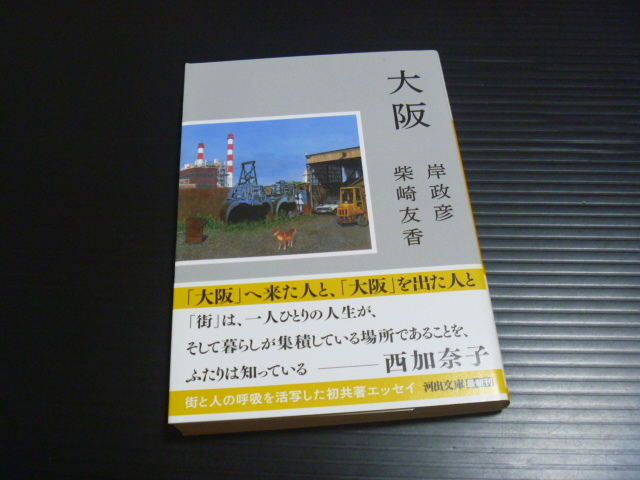 大阪
岸政彦
柴崎友香
「大阪」へ来た人と、「大阪」を出た人と
「街」は、一人ひとりの人生が、
そして暮らしが集積している場所であることを、
ふたりは知っている ――― 西加奈子
街と人の呼吸を活写した初共著エッセイ 河出文庫 最新刊